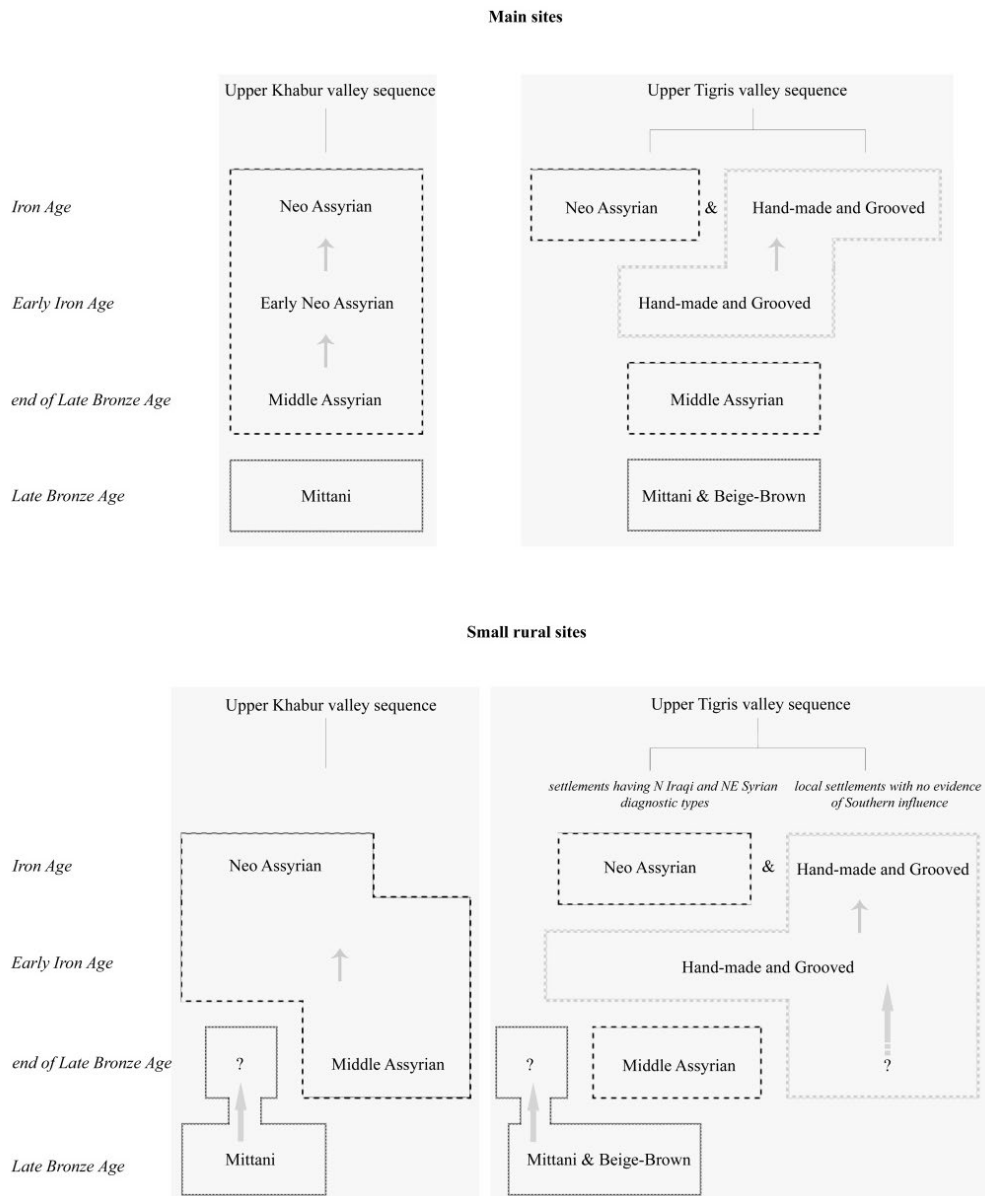 Main sites
Upper Khabur valley sequence
Upper Tigris valley sequence
Iron Age
Neo Assyrian
Neo Assyrian
&
Hand-made and Grooved
Early Iron Age
Early Neo Assyrian
Hand-made and Grooved
end of Late Bronze Age
Middle Assyrian
Middle Assyrian
Late Bronze Age
Mittani
Mittani & Beige-Brown
Small rural sites
Upper Khabur valley sequence
Upper Tigris valley sequence
settlements having N Iraqi and NE Syrian
diagnostic types
local settlements with no evidence
of Southern influence
Iron Age
Neo Assyrian
Neo Assyrian
&
Hand-made and Grooved
Early Iron Age
Hand-made and Grooved
end of Late Bronze Age
?
Middle Assyrian
?
Middle Assyrian
?
Late Bronze Age
Mittani
Mittani & Beige-Brown